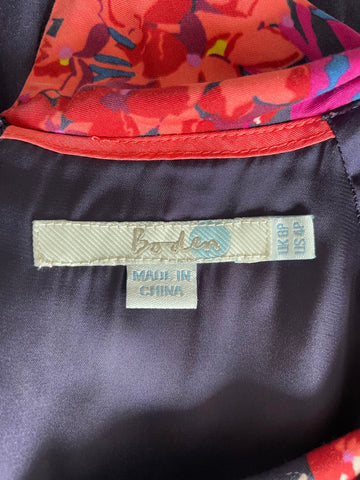 Boden
UK 8P
US 4P
MADE IN
CHINA